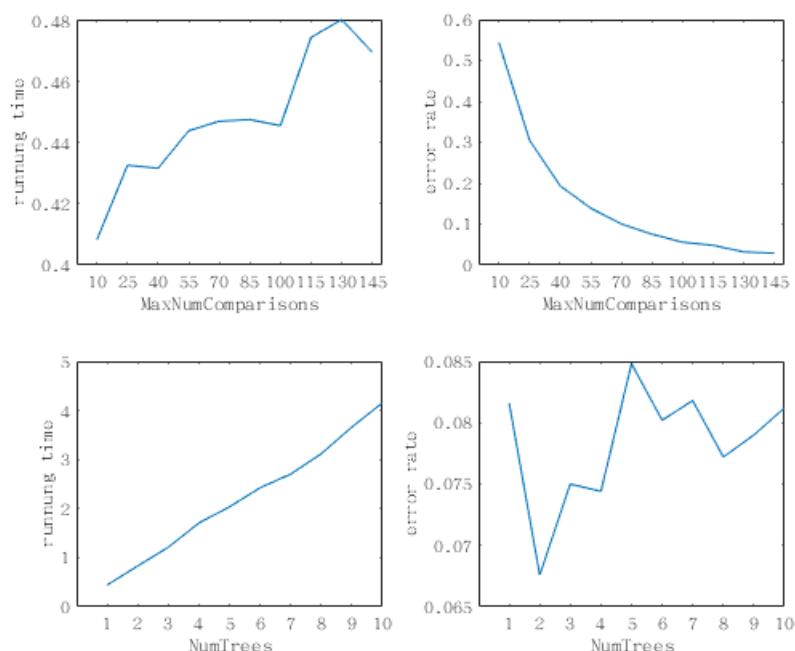 0.48
0.46
0.44
0.42
0.4
runnung time
10 25 40 55 70 85 100 115 130 145
MaxNumComparisons
0.6
0.5
0.4
0.3
0.2
0.1
0
error rate
10 25 40 55 70 85 100 115 130 145
MaxNumComparisons
5
4
3
2
1
0
runnung time
1 2 3 4 5 6 7 8 9 10
NumTrees
0.085
0.08
0.075
0.07
0.065
error rate
1 2 3 4 5 6 7 8 9 10
NumTrees